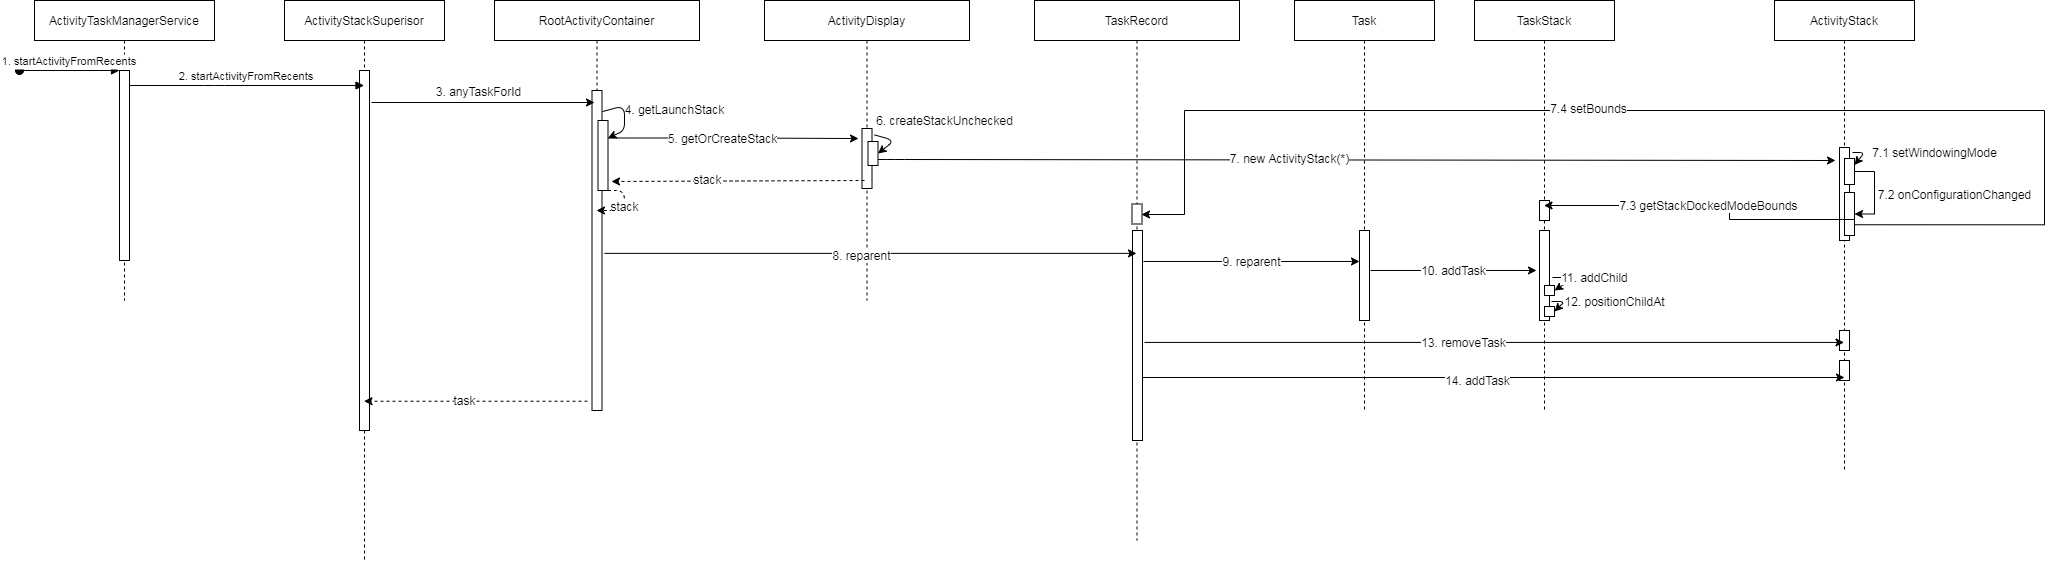 ActivityTaskManagerService
ActivityStackSuperisor
RootActivityContainer
ActivityDisplay
TaskRecord
Task
TaskStack
ActivityStack
1. startActivityFromRecents
2. startActivityFromRecents
3. anyTaskForId
4. getLaunchStack
5. getOrCreateStack
6. createStackUnchecked
7. new ActivityStack(*)
7.1 setWindowingMode
7.2 onConfigurationChanged
7.3 getStackDockedModeBounds
7.4 setBounds
stack
stack
8. reparent
9. reparent
10. addTask
11. addChild
12. positionChildAt
13. removeTask
14. addTask
task